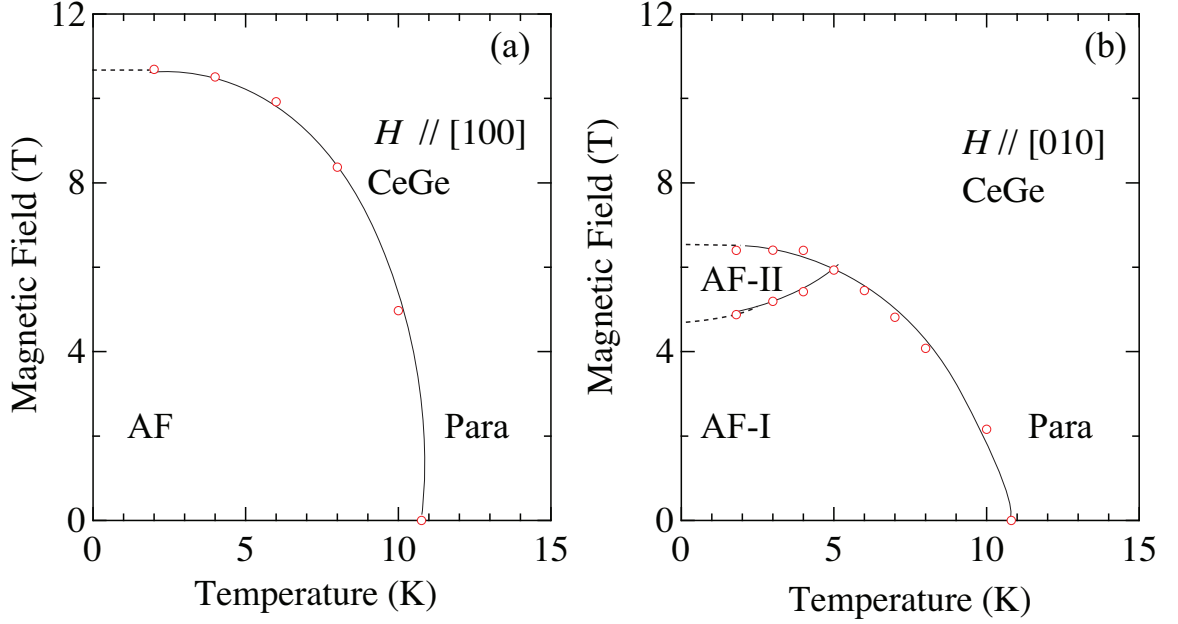 (a)
H // [100]
CeGe
AF
Para
12
8
4
0
0
5
10
15
Magnetic Field (T)
Temperature (K)
(b)
H // [010]
CeGe
AF-II
AF-I
Para
12
8
4
0
0
5
10
15
Magnetic Field (T)
Temperature (K)